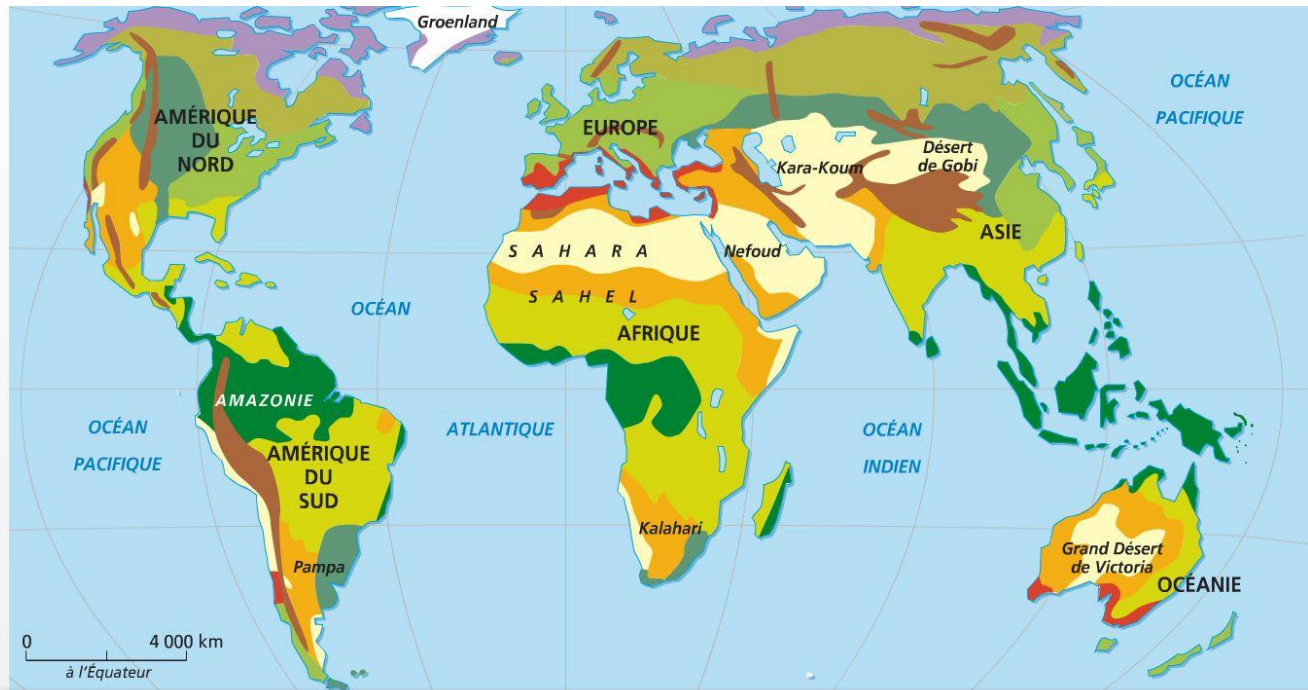 Groenland
OCÉAN
PACIFIQUE
AMÉRIQUE
DU
NORD
EUROPE
Désert
de Gobi
Kara-Koum
ASIE
SAHARA
Nefoud
SAHEL
OCÉAN
AFRIQUE
AMAZONIE
OCÉAN
PACIFIQUE
ATLANTIQUE
OCÉAN
INDIEN
AMÉRIQUE
DU
SUD
Kalahari
Pampa
Grand Désert
de Victoria
OCÉANIE
0 4 000 km
à l'Équateur